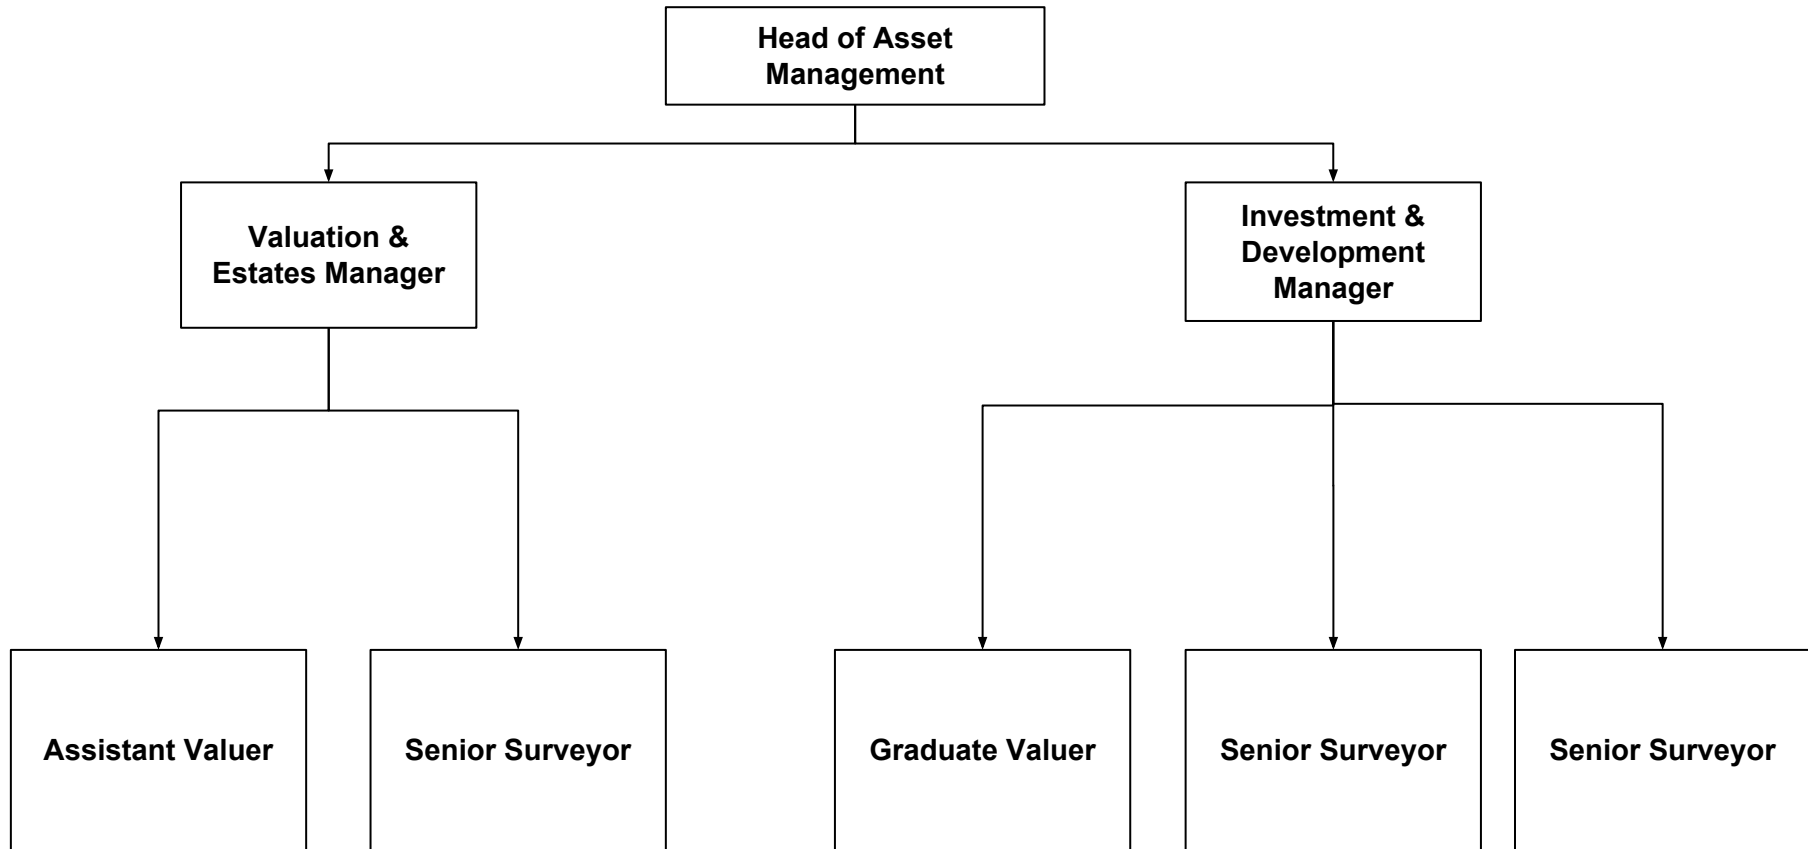 Head of Asset
Management
Valuation &
Estates Manager
Investment &
Development
Manager
Assistant Valuer
Senior Surveyor
Graduate Valuer
Senior Surveyor
Senior Surveyor